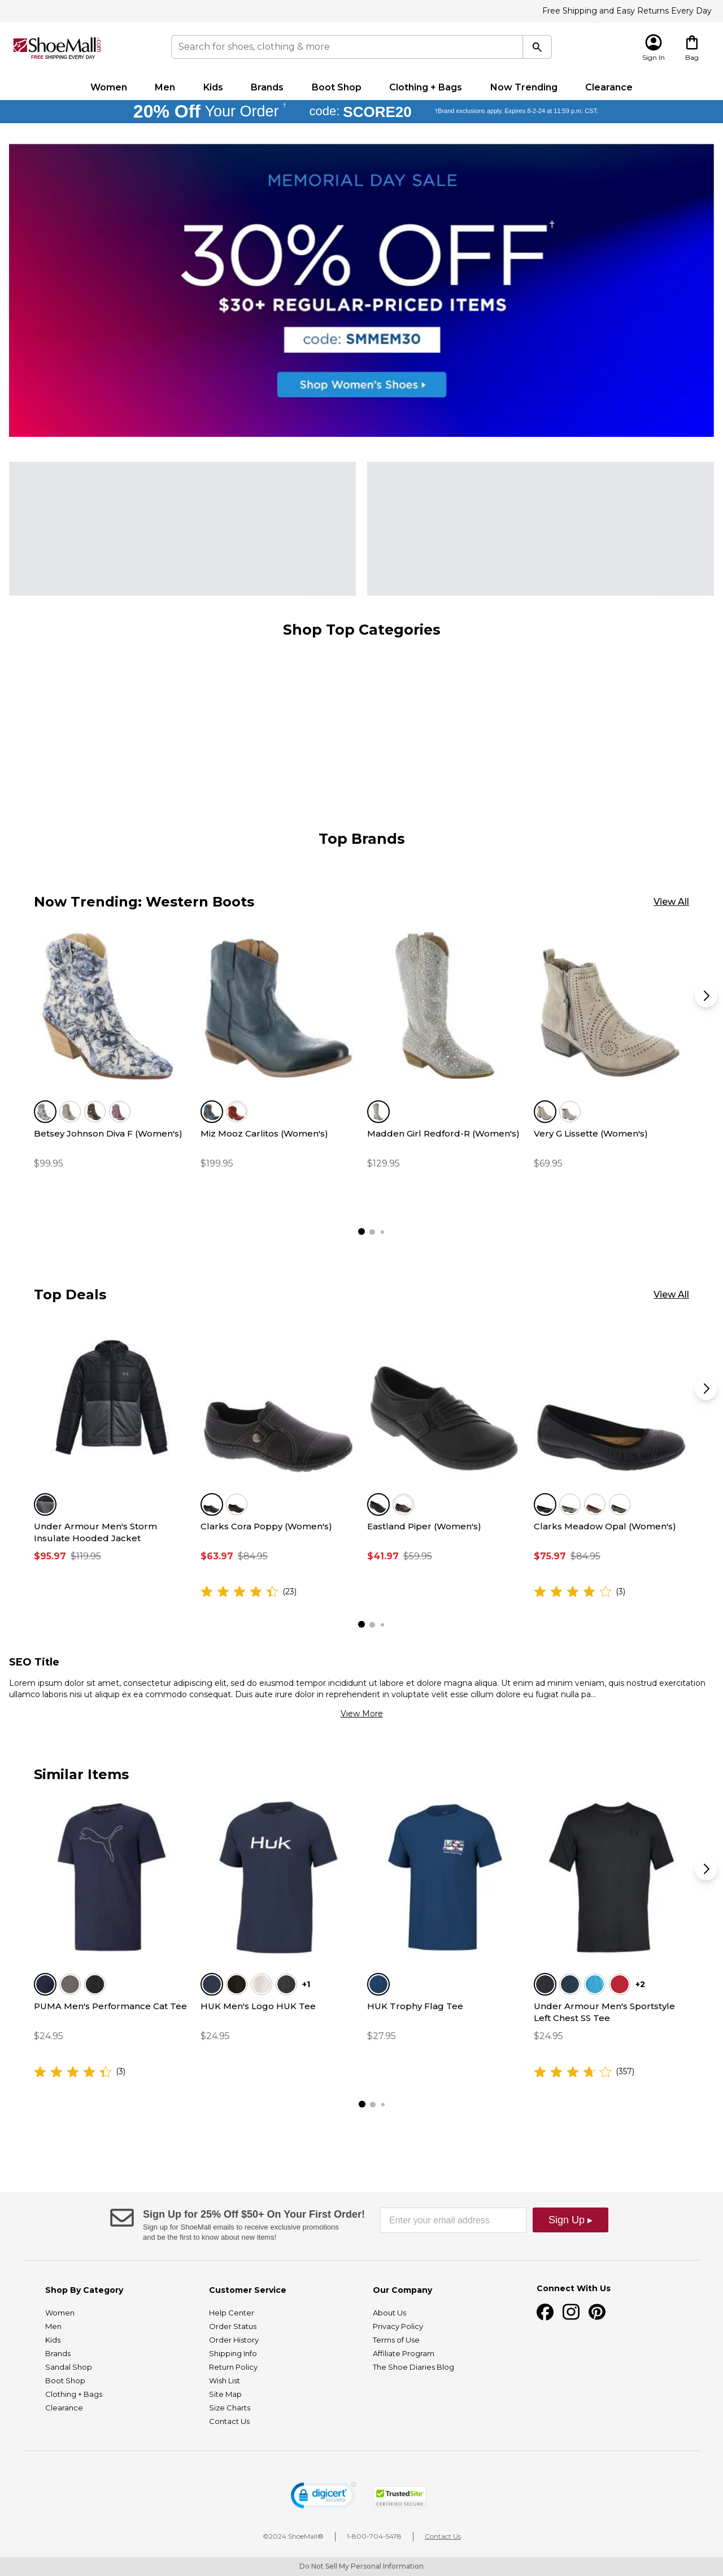 Free Shipping and Easy Returns Every Day
ShoeMall.com
FREE SHIPPING EVERY DAY
Search for shoes, clothing & more
Sign In
Bag
Women Men Kids Brands Boot Shop Clothing + Bags Now Trending Clearance
20% Off Your Order † code: SCORE20 †Brand exclusions apply. Expires 8-2-24 at 11:59 p.m. CST.
MEMORIAL DAY SALE
30% OFF†
$30+ REGULAR-PRICED ITEMS
code: SMMEM30
Shop Women's Shoes ▸
Shop Top Categories
Top Brands
Now Trending: Western Boots
View All
Betsey Johnson Diva F (Women's)
$99.95
Miz Mooz Carlitos (Women's)
$199.95
Madden Girl Redford-R (Women's)
$129.95
Very G Lissette (Women's)
$69.95
Top Deals
View All
Under Armour Men's Storm
Insulate Hooded Jacket
$95.97 $119.95
Clarks Cora Poppy (Women's)
$63.97 $84.95
(23)
Eastland Piper (Women's)
$41.97 $59.95
Clarks Meadow Opal (Women's)
$75.97 $84.95
(3)
SEO Title
Lorem ipsum dolor sit amet, consectetur adipiscing elit, sed do eiusmod tempor incididunt ut labore et dolore magna aliqua. Ut enim ad minim veniam, quis nostrud exercitation
ullamco laboris nisi ut aliquip ex ea commodo consequat. Duis aute irure dolor in reprehenderit in voluptate velit esse cillum dolore eu fugiat nulla pa...
View More
Similar Items
PUMA Men's Performance Cat Tee
$24.95
(3)
Huk
+1
HUK Men's Logo HUK Tee
$24.95
HUK Trophy Flag Tee
$27.95
+2
Under Armour Men's Sportstyle
Left Chest SS Tee
$24.95
(357)
Sign Up for 25% Off $50+ On Your First Order!
Sign up for ShoeMall emails to receive exclusive promotions
and be the first to know about new items!
Enter your email address
Sign Up ▸
Shop By Category
Women
Men
Kids
Brands
Sandal Shop
Boot Shop
Clothing + Bags
Clearance
Customer Service
Help Center
Order Status
Order History
Shipping Info
Return Policy
Wish List
Site Map
Size Charts
Contact Us
Our Company
About Us
Privacy Policy
Terms of Use
Affiliate Program
The Shoe Diaries Blog
Connect With Us
digicert
SECURED
TrustedSite
CERTIFIED SECURE
©2024 ShoeMall®
1-800-704-5478
Contact Us
Do Not Sell My Personal Information